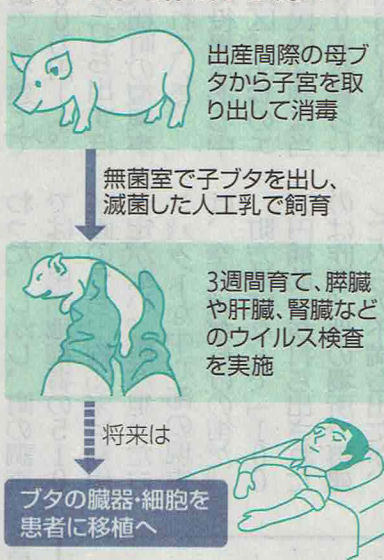 出産間際の母ブ
タから子宮を取
り出して消毒
無菌室で子ブタを出し、
滅菌した人工乳で飼育
3週間育て、膵臓
や肝臓、腎臓など
のウイルス検査
を実施
将来は
ブタの臓器・細胞を
患者に移植へ